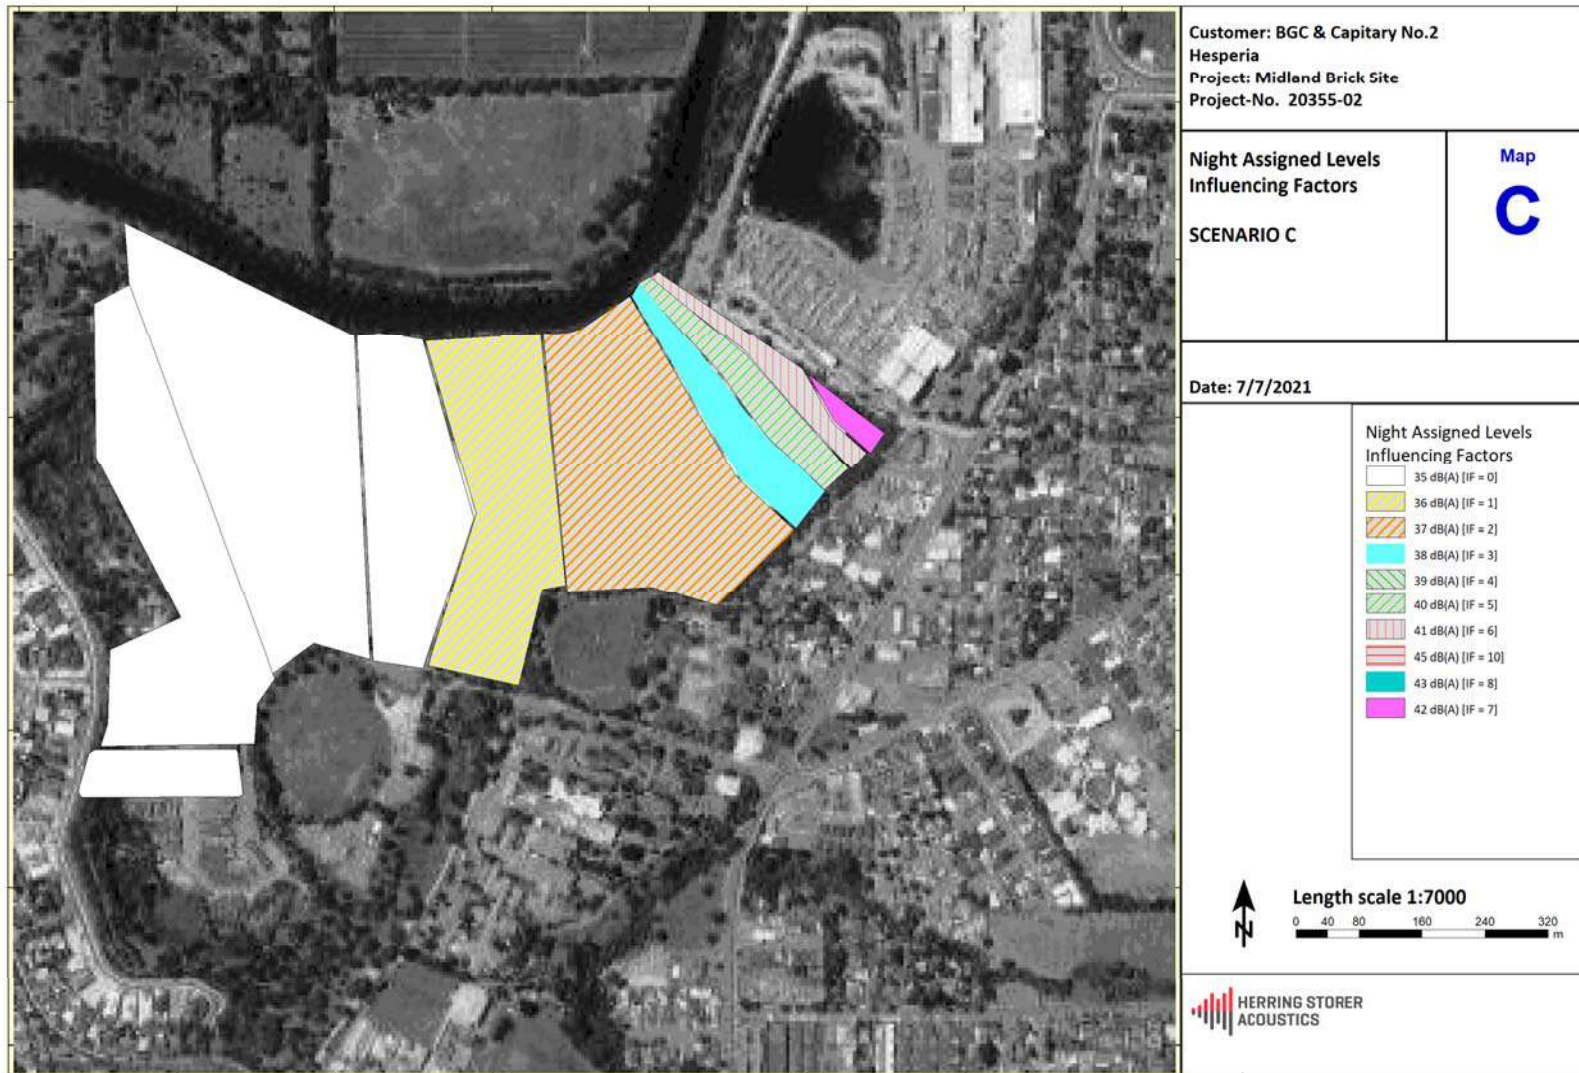 Customer: BGC & Capitary No.2
Hesperia
Project: Midland Brick Site
Project-No. 20355-02
Night Assigned Levels
Influencing Factors
SCENARIO C
Map
C
Date: 7/7/2021
Night Assigned Levels
Influencing Factors
35 dB(A) [IF = 0]
36 dB(A) [IF = 1]
37 dB(A) [IF = 2]
38 dB(A) [IF = 3]
39 dB(A) [IF = 4]
40 dB(A) [IF = 5]
41 dB(A) [IF = 6]
45 dB(A) [IF = 10]
43 dB(A) [IF = 8]
42 dB(A) [IF = 7]
N
Length scale 1:7000
0 40 80 160 240 320
m
HERRING STORER
ACOUSTICS